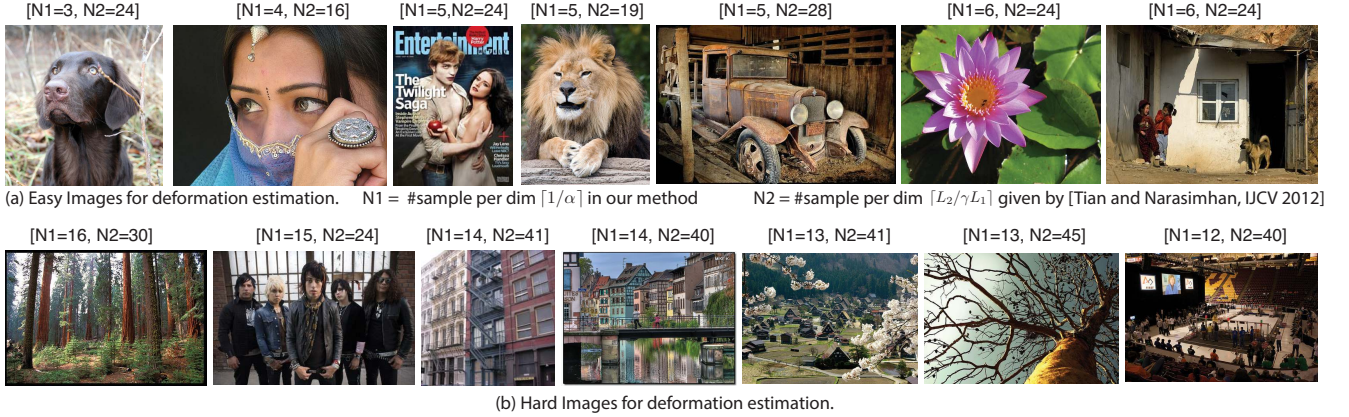 [N1=3, N2=24] [N1=4, N2=16] [N1=5,N2=24] [N1=5, N2=19] [N1=5, N2=28] [N1=6, N2=24] [N1=6, N2=24]
Entertainment
The
Twilight
Saga
(a) Easy Images for deformation estimation. N1 = #sample per dim ⌈1/α⌉ in our method N2 = #sample per dim ⌈L₂/γL₁⌉ given by [Tian and Narasimhan, IJCV 2012]
[N1=16, N2=30] [N1=15, N2=24] [N1=14, N2=41] [N1=14, N2=40] [N1=13, N2=41] [N1=13, N2=45] [N1=12, N2=40]
(b) Hard Images for deformation estimation.